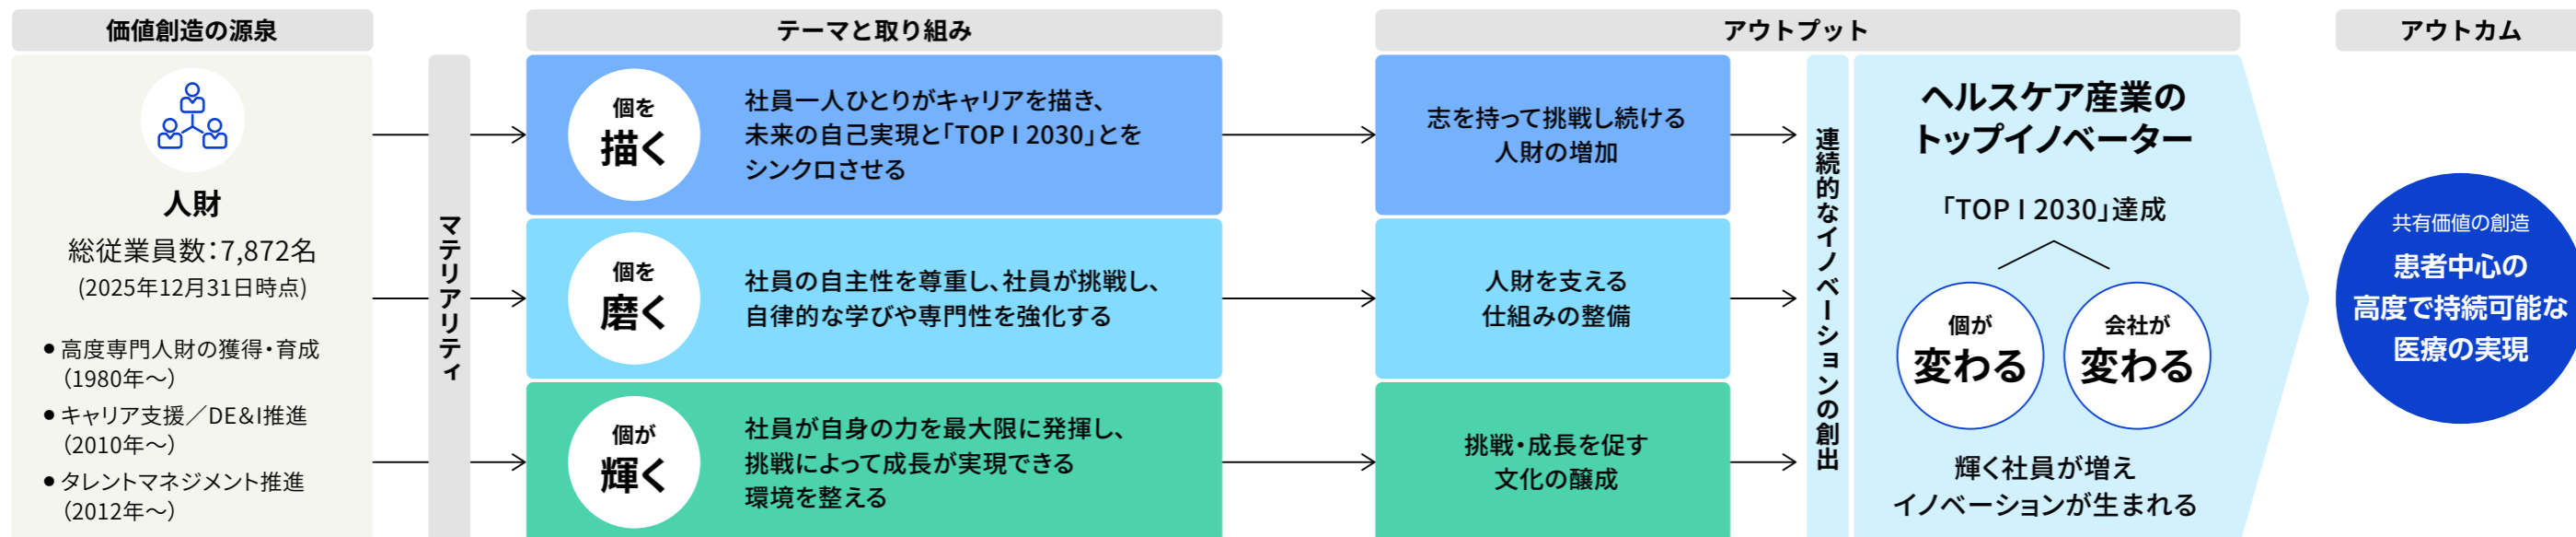 価値創造の源泉
人財
総従業員数：7,872名
(2025年12月31日時点)
●高度専門人財の獲得・育成
（1980年～）
●キャリア支援／DE&I推進
（2010年～）
●タレントマネジメント推進
（2012年～）
マテリアリティ
テーマと取り組み
個を
描く
社員一人ひとりがキャリアを描き、
未来の自己実現と「TOP I 2030」とを
シンクロさせる
個を
磨く
社員の自主性を尊重し、社員が挑戦し、
自律的な学びや専門性を強化する
個が
輝く
社員が自身の力を最大限に発揮し、
挑戦によって成長が実現できる
環境を整える
アウトプット
志を持って挑戦し続ける
人財の増加
人財を支える
仕組みの整備
挑戦・成長を促す
文化の醸成
連続的なイノベーションの創出
ヘルスケア産業の
トップイノベーター
「TOP I 2030」達成
個が
変わる
会社が
変わる
輝く社員が増え
イノベーションが生まれる
アウトカム
共有価値の創造
患者中心の
高度で持続可能な
医療の実現